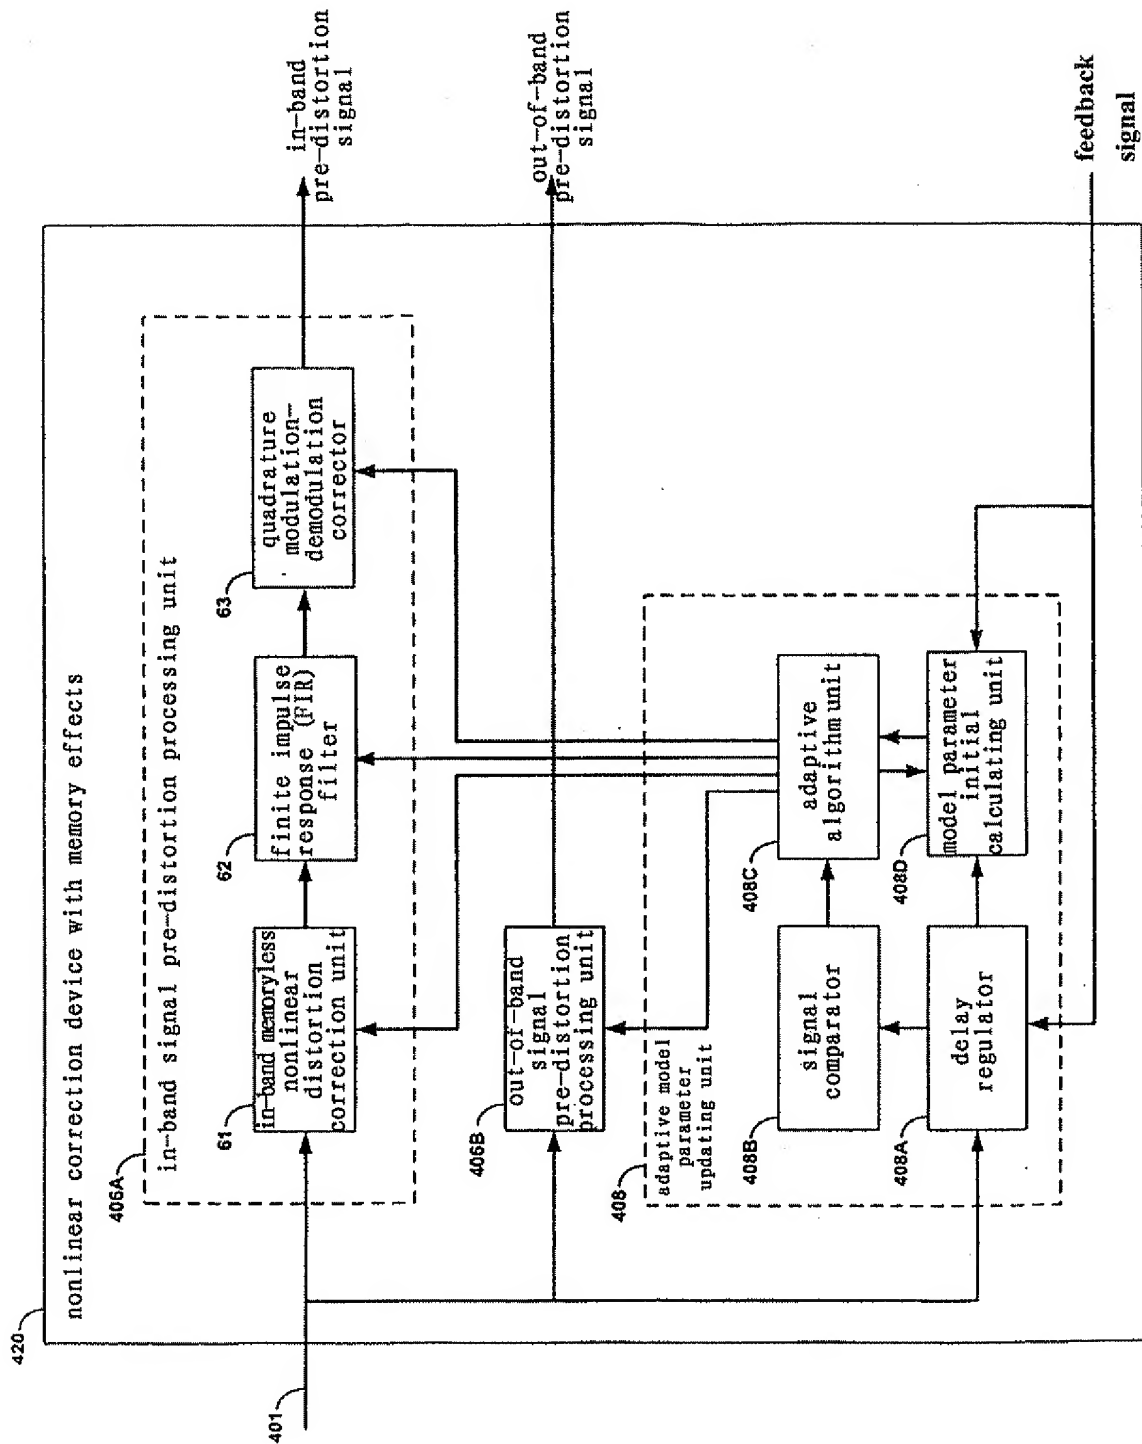 420
nonlinear correction device with memory effects
401
406A
in-band signal pre-distortion processing unit
61
in-band memoryless
nonlinear
distortion
correction unit
62
finite impulse
response (FIR)
filter
63
quadrature
modulation-
demodulation
corrector
in-band
pre-distortion
signal
406B
out-of-band
signal
pre-distortion
processing unit
out-of-band
pre-distortion
signal
408
adaptive model
parameter
updating unit
408B
signal
comparator
408C
adaptive
algorithm unit
408A
delay
regulator
408D
model parameter
initial
calculating unit
feedback
signal